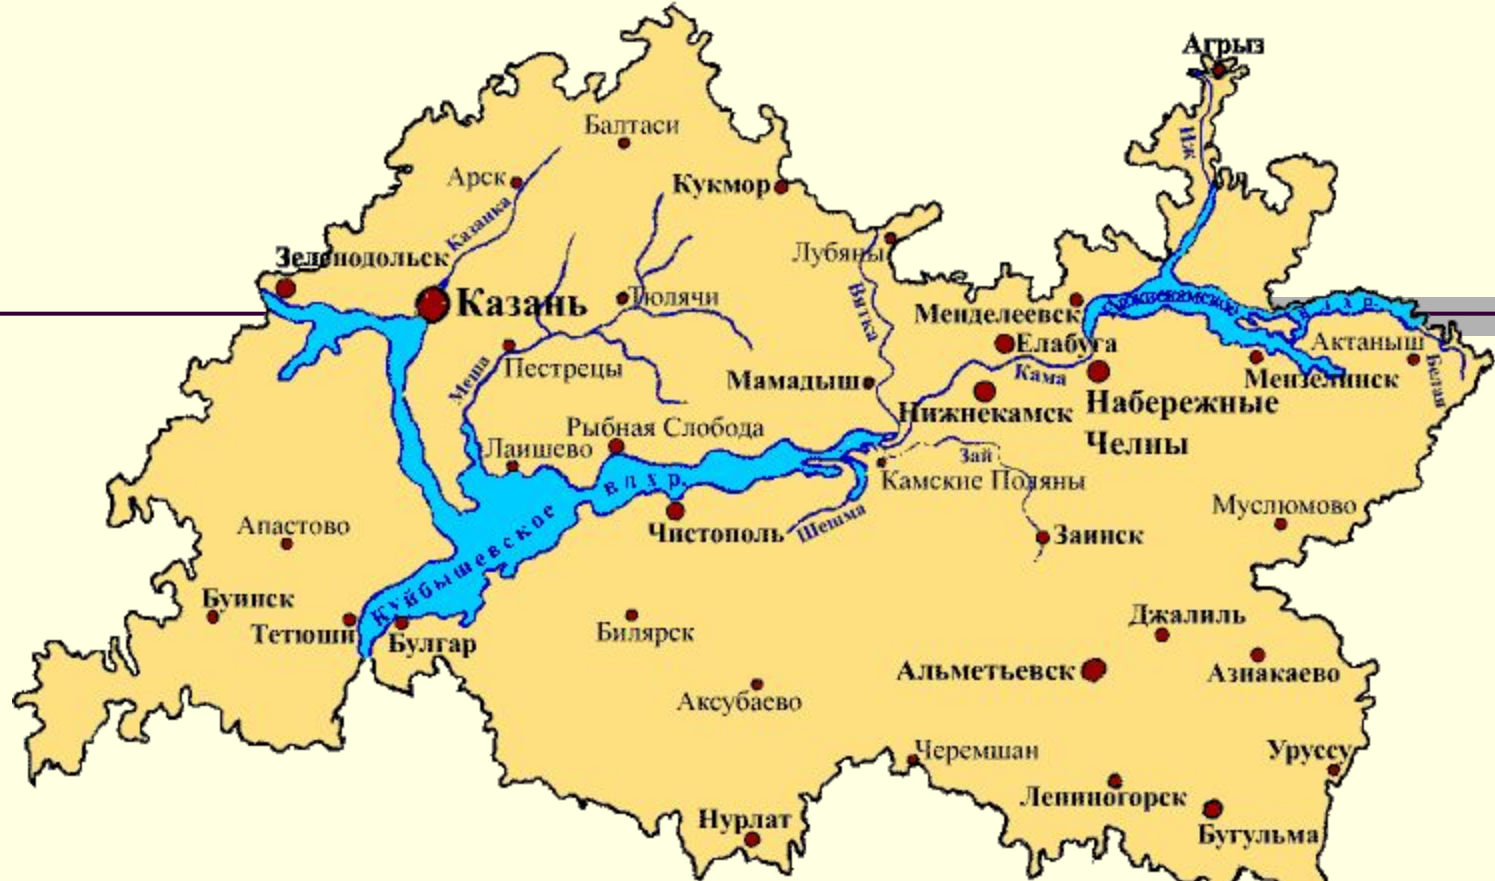 Агрыз
Балтаси
Иж
Арск
Кукмор
Казанка
Лубяны
Зеленодольск
Казань
Тюлячи
Вятка
Нижнекамское
вдхр.
Менделеевск
Елабуга
Актаныш
Пестрецы
Меша
Мамадыш
Кама
Мензелинск
Белая
Нижнекамск
Набережные
Челны
Рыбная Слобода
Лаишево
Зай
Камские Поляны
вдхр.
Чистополь
Шешма
Муслюмово
Апастово
Заинск
Куйбышевское
Буинск
Тетюши
Булгар
Билярск
Джалиль
Альметьевск
Азнакаево
Аксубаево
Черемшан
Уруссу
Лениногорск
Нурлат
Бугульма